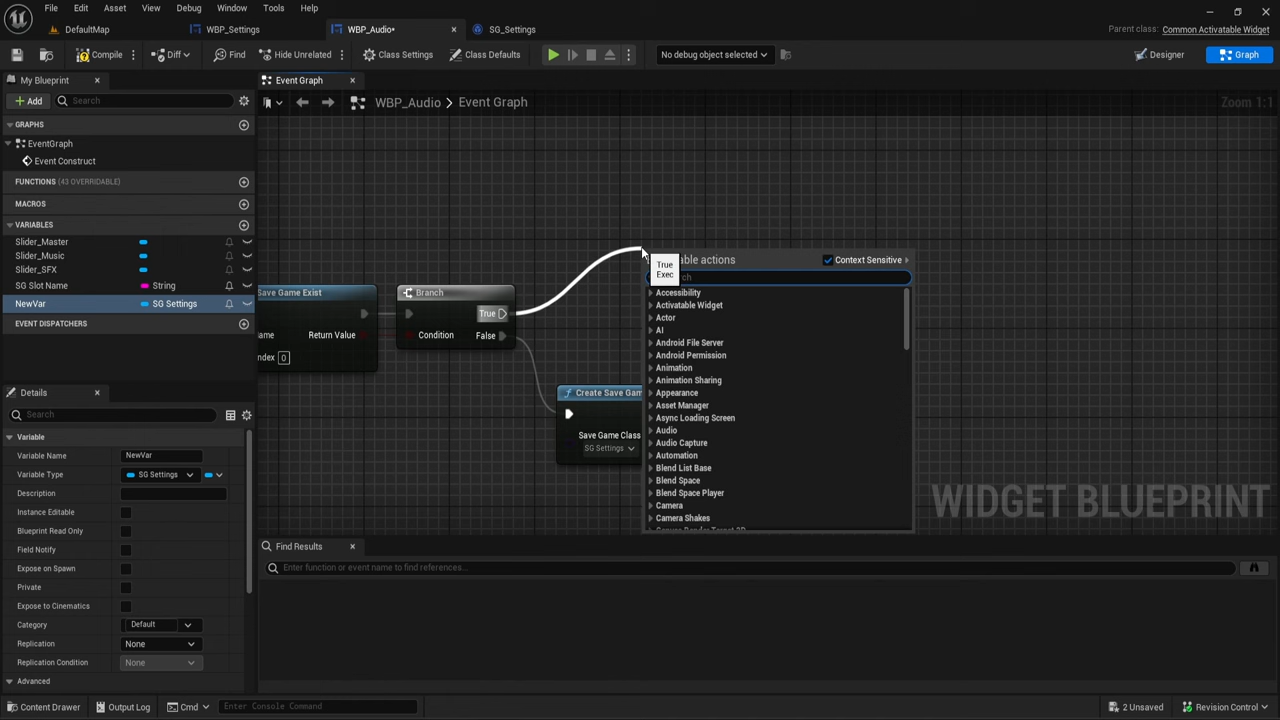 File Edit Asset View Debug Window Tools Help
DefaultMap WBP_Settings WBP_Audio• SG_Settings
Parent class: Common Activatable Widget
Compile Diff Find Hide Unrelated Class Settings Class Defaults No debug object selected Designer Graph
My Blueprint
Event Graph
Add Search
WBP_Audio Event Graph
Zoom 1:1
GRAPHS
EventGraph
Event Construct
FUNCTIONS (43 OVERRIDABLE)
MACROS
VARIABLES
Slider_Master
Slider_Music
Slider_SFX
SG Slot Name String
NewVar SG Settings
EVENT DISPATCHERS
Save Game Exist
Return Value
0
Branch
True
Condition
False
Create Save
Save Game Class
SG Settings
True
Exec
actions
Context Sensitive
Accessibility
Activatable Widget
Actor
AI
Android File Server
Android Permission
Animation
Animation Sharing
Appearance
Asset Manager
Async Loading Screen
Audio
Audio Capture
Automation
Blend List Base
Blend Space
Blend Space Player
Camera
Camera Shakes
WIDGET BLUEPRINT
Details
Search
Variable
Variable Name NewVar
Variable Type SG Settings
Description
Instance Editable
Blueprint Read Only
Field Notify
Expose on Spawn
Private
Expose to Cinematics
Category Default
Replication None
Replication Condition None
Advanced
Find Results
Enter function or event name to find references...
Content Drawer Output Log Cmd Enter Console Command 2 Unsaved Revision Control